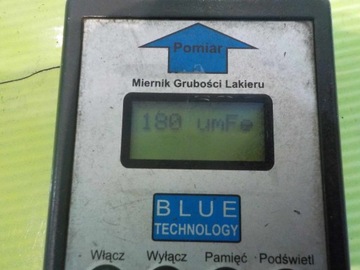 Pomiar
Miernik Grubości Lakieru
180 umFe
BLUE
TECHNOLOGY
Włącz Wyłącz Pamięć Podświetl